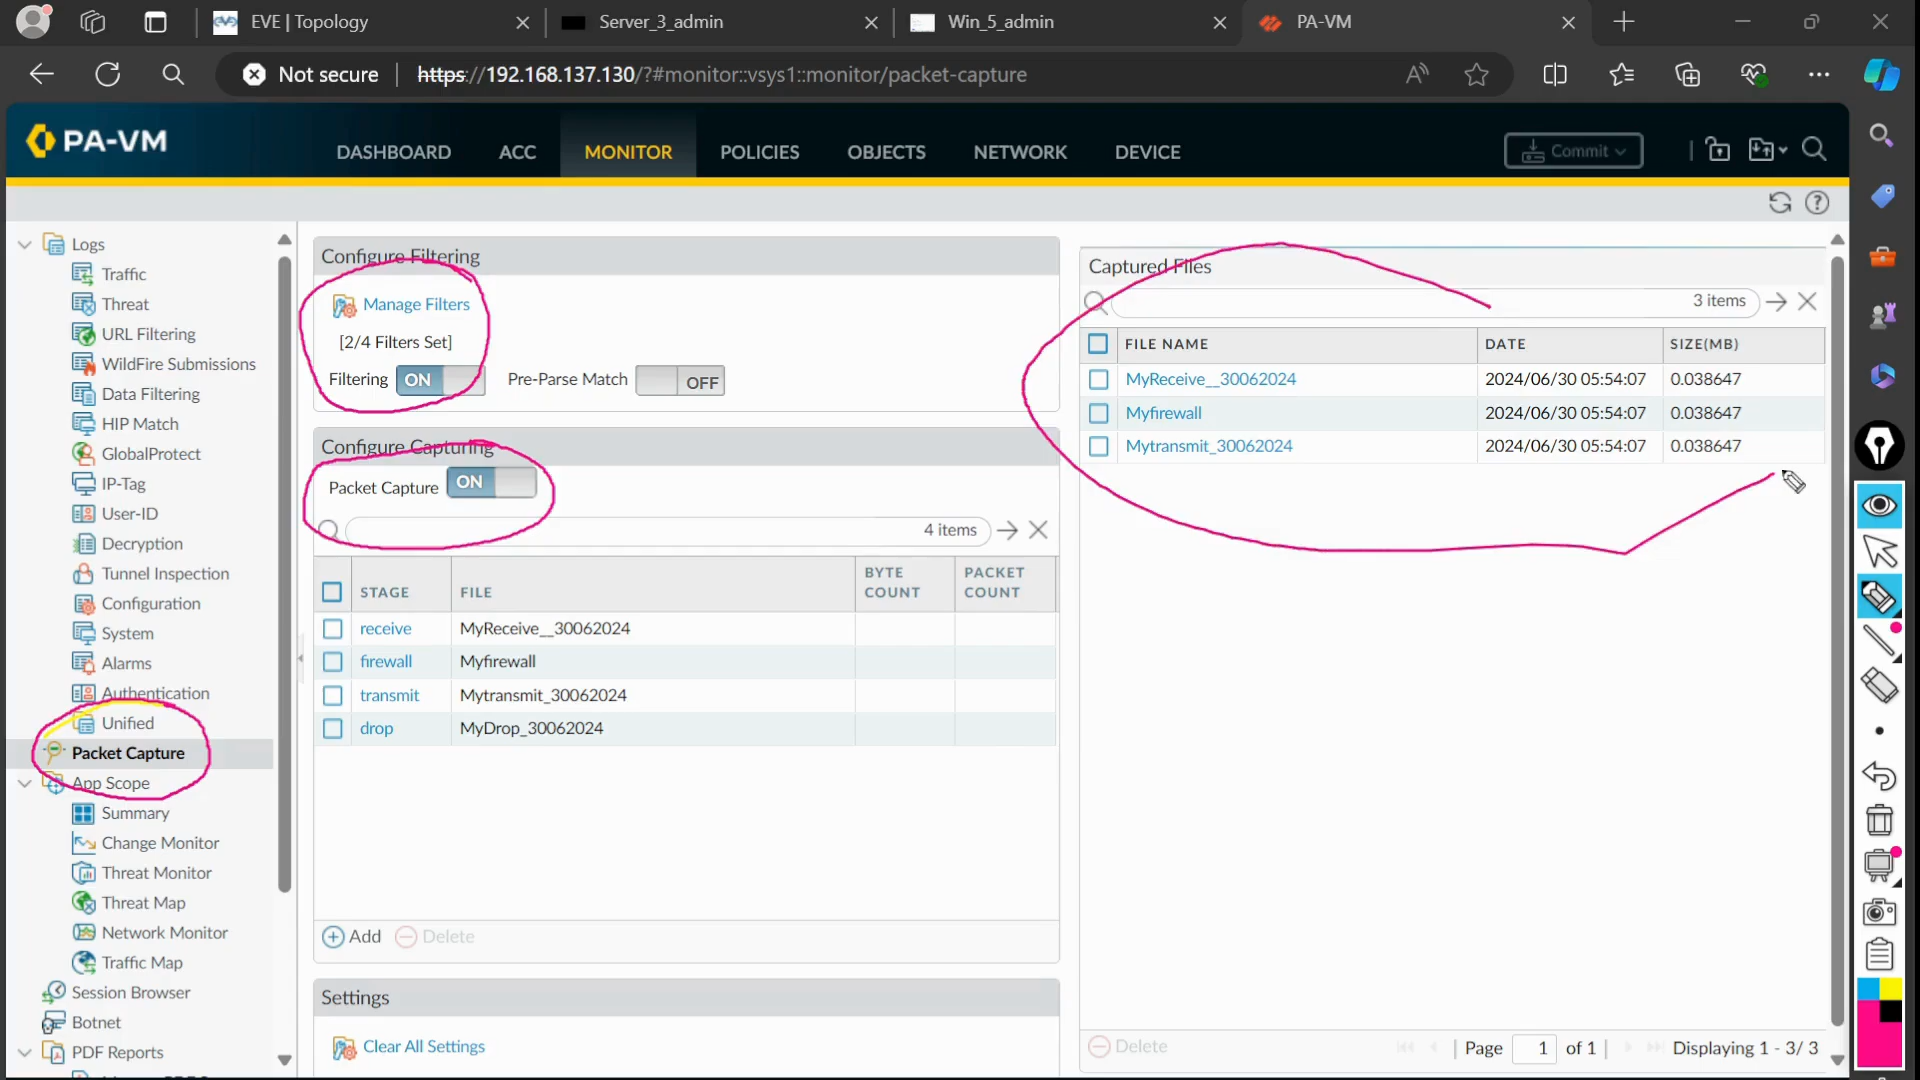 EVE | Topology
Server_3_admin
Win_5_admin
PA-VM
Not secure
https://192.168.137.130/?#monitor::vsys1::monitor/packet-capture
PA-VM
DASHBOARD
ACC
MONITOR
POLICIES
OBJECTS
NETWORK
DEVICE
Commit
Logs
Traffic
Threat
URL Filtering
WildFire Submissions
Data Filtering
HIP Match
GlobalProtect
IP-Tag
User-ID
Decryption
Tunnel Inspection
Configuration
System
Alarms
Authentication
Unified
Packet Capture
App Scope
Summary
Change Monitor
Threat Monitor
Threat Map
Network Monitor
Traffic Map
Session Browser
Botnet
PDF Reports
Configure Filtering
Manage Filters
[2/4 Filters Set]
Filtering ON Pre-Parse Match OFF
Configure Capturing
Packet Capture ON
4 items
STAGE FILE BYTE COUNT PACKET COUNT
receive MyReceive__30062024
firewall Myfirewall
transmit Mytransmit_30062024
drop MyDrop_30062024
Add Delete
Settings
Clear All Settings
Captured Files
3 items
FILE NAME DATE SIZE(MB)
MyReceive__30062024 2024/06/30 05:54:07 0.038647
Myfirewall 2024/06/30 05:54:07 0.038647
Mytransmit_30062024 2024/06/30 05:54:07 0.038647
Delete
Page 1 of 1
Displaying 1 - 3/ 3